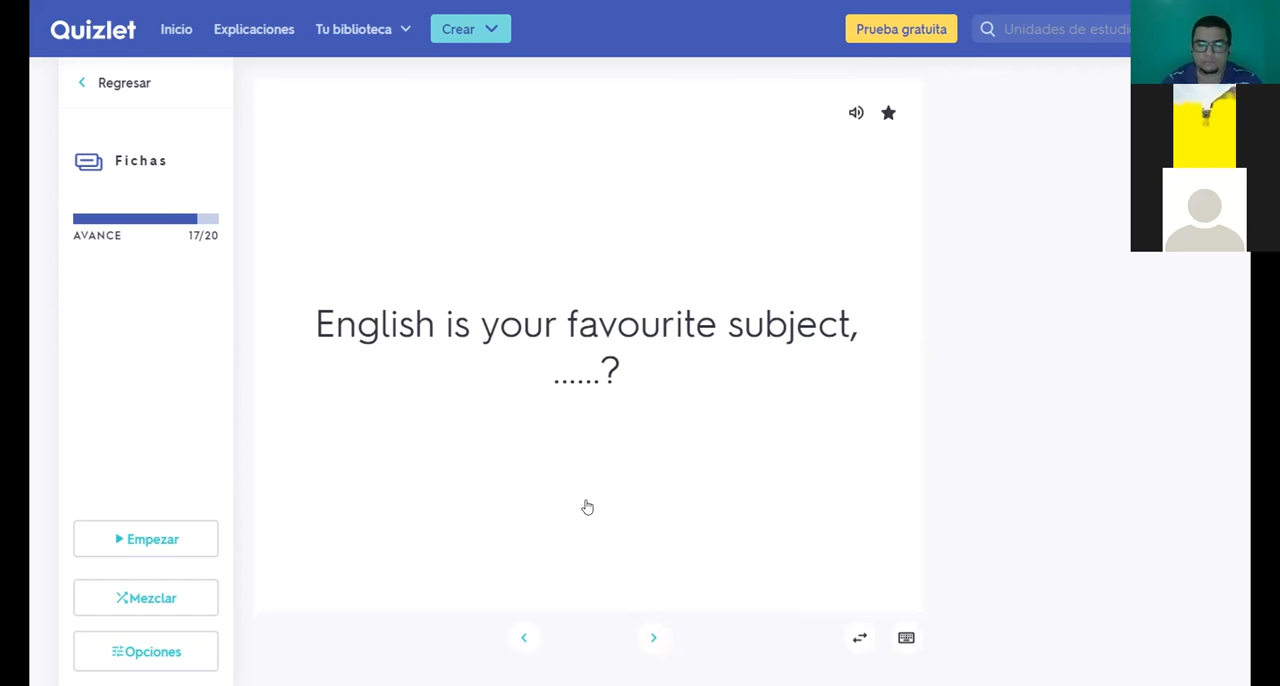 Quizlet Inicio Explicaciones Tu biblioteca Crear Prueba gratuita Unidades de estudi
Regresar
Fichas
AVANCE 17/20
English is your favourite subject,
......?
Empezar
Mezclar
Opciones